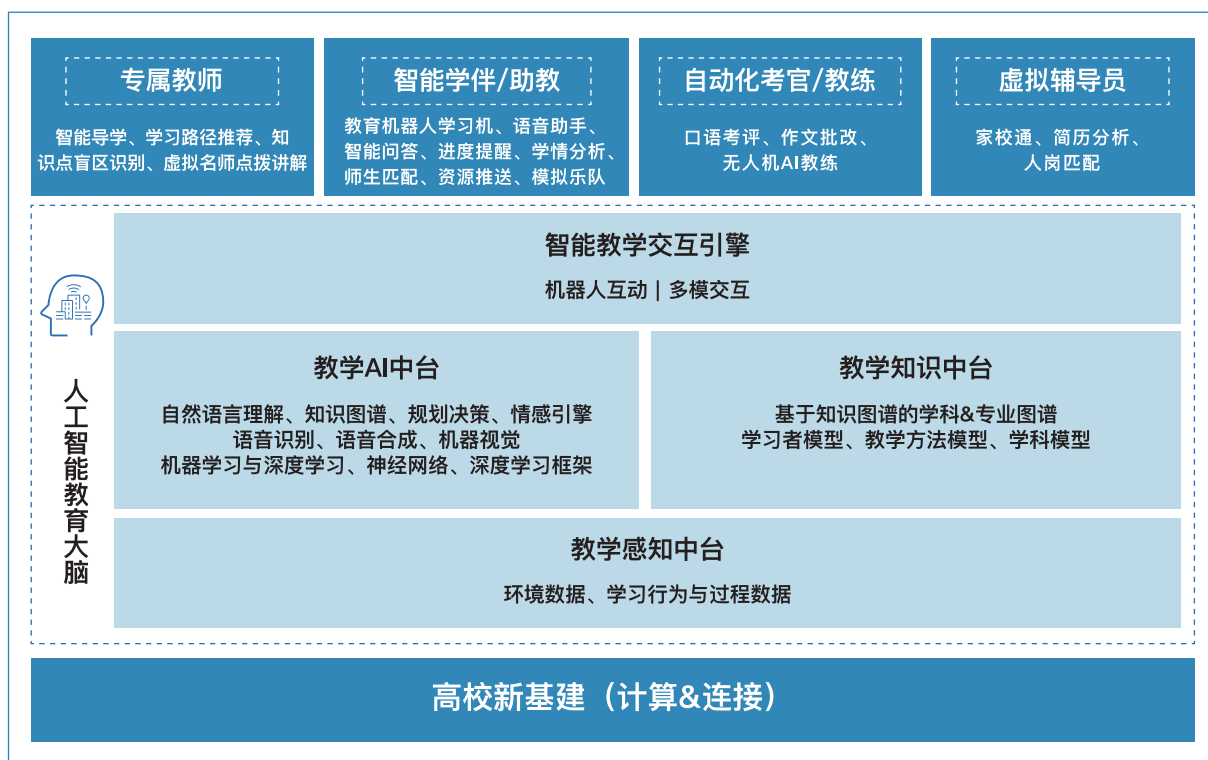 专属教师
智能导学、学习路径推荐、知
识点盲区识别、虚拟名师点拨讲解
智能学伴/助教
教育机器人学习机、语音助手、
智能问答、进度提醒、学情分析、
师生匹配、资源推送、模拟乐队
自动化考官/教练
口语考评、作文批改、
无人机AI教练
虚拟辅导员
家校通、简历分析、
人岗匹配
人工智能教育大脑
智能教学交互引擎
机器人互动 | 多模交互
教学AI中台
自然语言理解、知识图谱、规划决策、情感引擎
语音识别、语音合成、机器视觉
机器学习与深度学习、神经网络、深度学习框架
教学知识中台
基于知识图谱的学科&专业图谱
学习者模型、教学方法模型、学科模型
教学感知中台
环境数据、学习行为与过程数据
高校新基建（计算&连接）